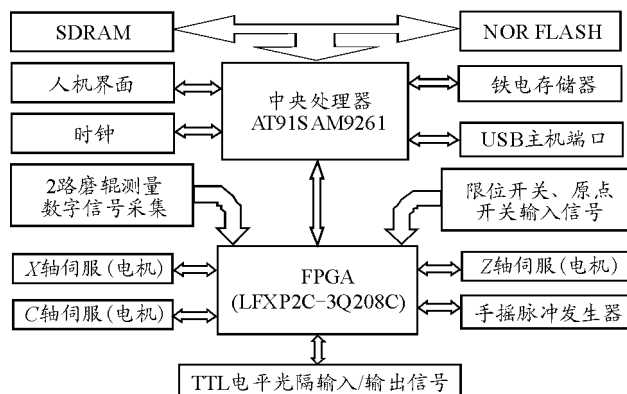 SDRAM
NOR FLASH
人机界面
中央处理器
AT91SAM9261
铁电存储器
时钟
USB主机端口
2路磨辊测量
数字信号采集
限位开关、原点
开关输入信号
X轴伺服(电机)
FPGA
(LFXP2C-3Q208C)
Z轴伺服(电机)
C轴伺服(电机)
手摇脉冲发生器
TTL电平光隔输入/输出信号